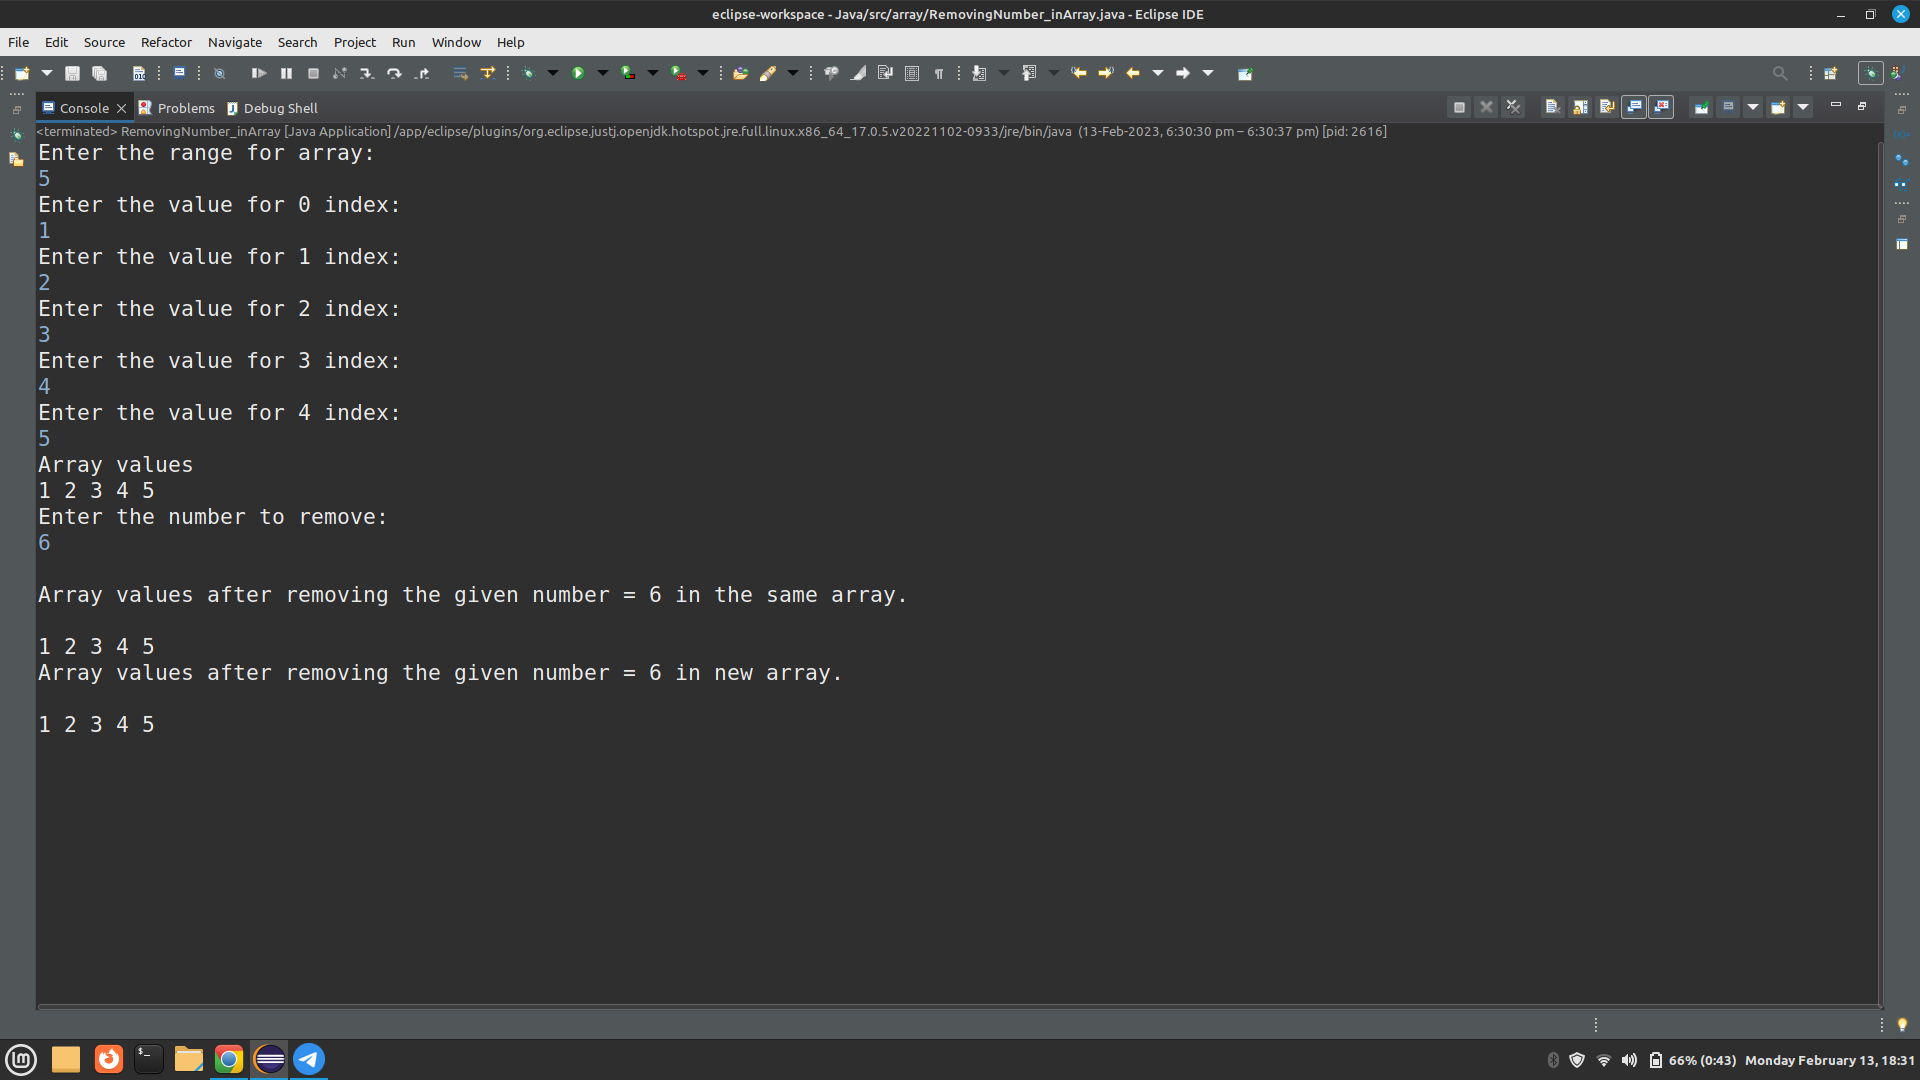 eclipse-workspace - Java/src/array/RemovingNumber_inArray.java - Eclipse IDE
File Edit Source Refactor Navigate Search Project Run Window Help
Console Problems Debug Shell
<terminated> RemovingNumber_inArray [Java Application] /app/eclipse/plugins/org.eclipse.justj.openjdk.hotspot.jre.full.linux.x86_64_17.0.5.v20221102-0933/jre/bin/java (13-Feb-2023, 6:30:30 pm – 6:30:37 pm) [pid: 2616]
Enter the range for array:
5
Enter the value for 0 index:
1
Enter the value for 1 index:
2
Enter the value for 2 index:
3
Enter the value for 3 index:
4
Enter the value for 4 index:
5
Array values
1 2 3 4 5
Enter the number to remove:
6
Array values after removing the given number = 6 in the same array.
1 2 3 4 5
Array values after removing the given number = 6 in new array.
1 2 3 4 5
66% (0:43) Monday February 13, 18:31